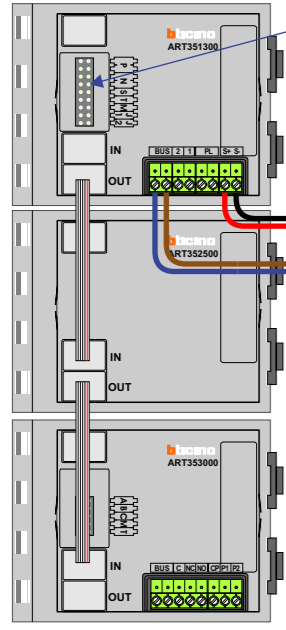 bticino
ART351300
P N S T M 1 2
IN
OUT
BUS 2 1 PL S+ S-
bticino
ART352500
IN
OUT
bticino
ART353000
A B C M T
IN
OUT
BUS C NC NO CP P1 P2